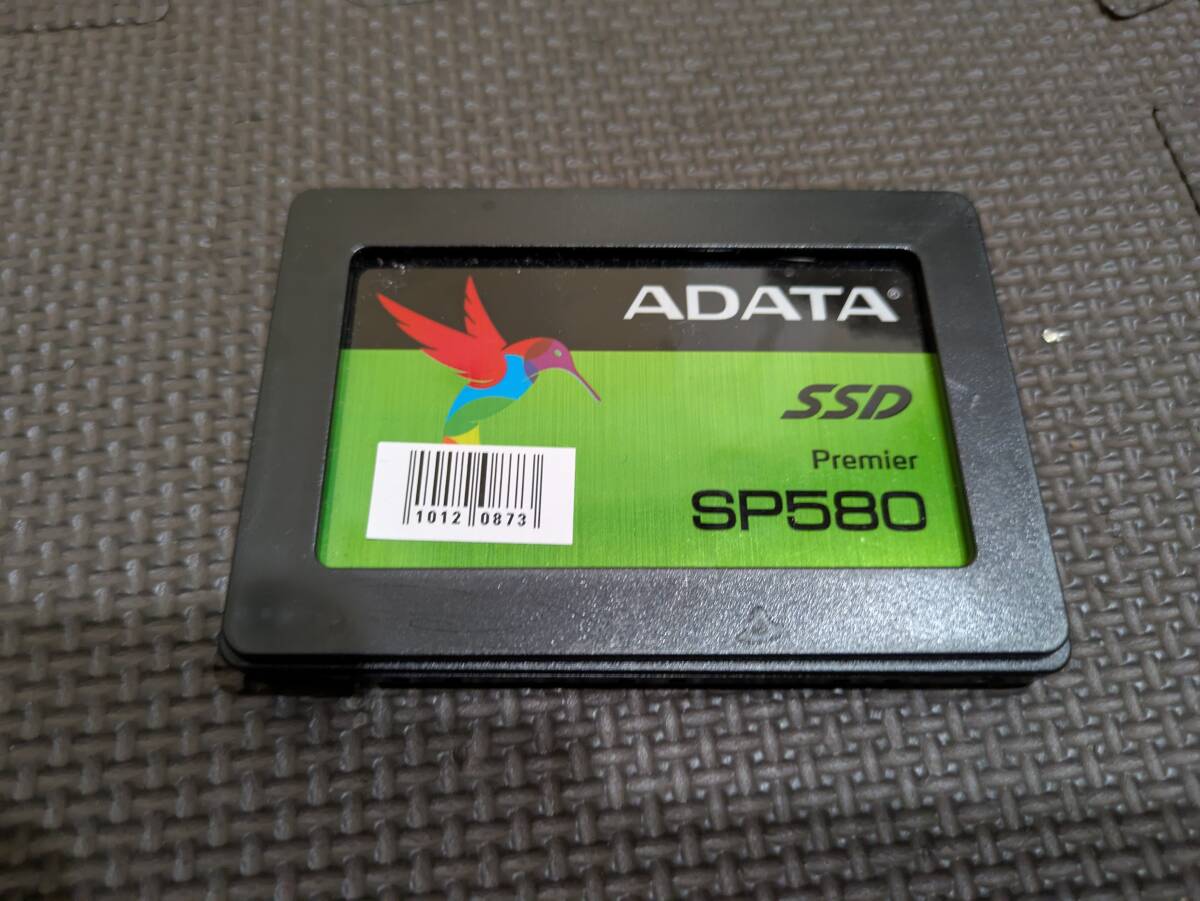 ADATA®
SSD
Premier
SP580
1012 0873